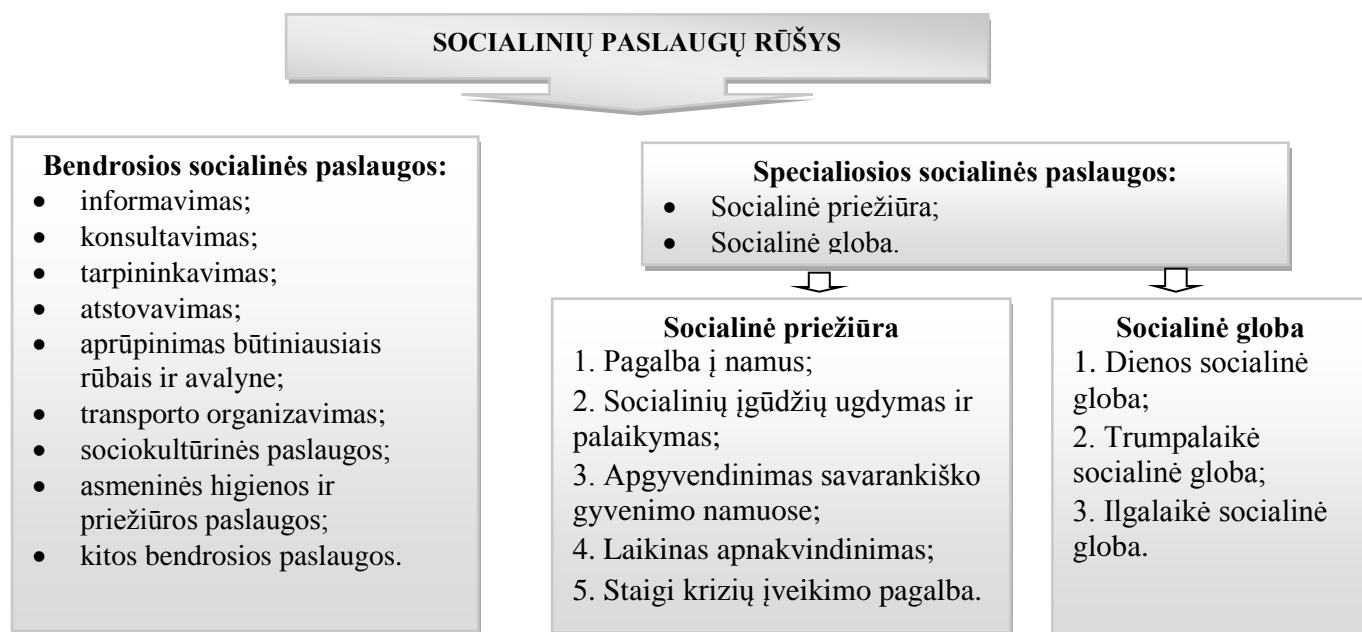 SOCIALINIŲ PASLAUGŲ RŪŠYS
Bendrosios socialinės paslaugos:
• informavimas;
• konsultavimas;
• tarpininkavimas;
• atstovavimas;
• aprūpinimas būtiniausiais
rūbais ir avalyne;
• transporto organizavimas;
• sociokultūrinės paslaugos;
• asmeninės higienos ir
priežiūros paslaugos;
• kitos bendrosios paslaugos.
Specialiosios socialinės paslaugos:
• Socialinė priežiūra;
• Socialinė globa.
Socialinė priežiūra
1. Pagalba į namus;
2. Socialinių įgūdžių ugdymas ir
palaikymas;
3. Apgyvendinimas savarankiško
gyvenimo namuose;
4. Laikinas apnakvindinimas;
5. Staigi krizių įveikimo pagalba.
Socialinė globa
1. Dienos socialinė
globa;
2. Trumpalaikė
socialinė globa;
3. Ilgalaikė socialinė
globa.